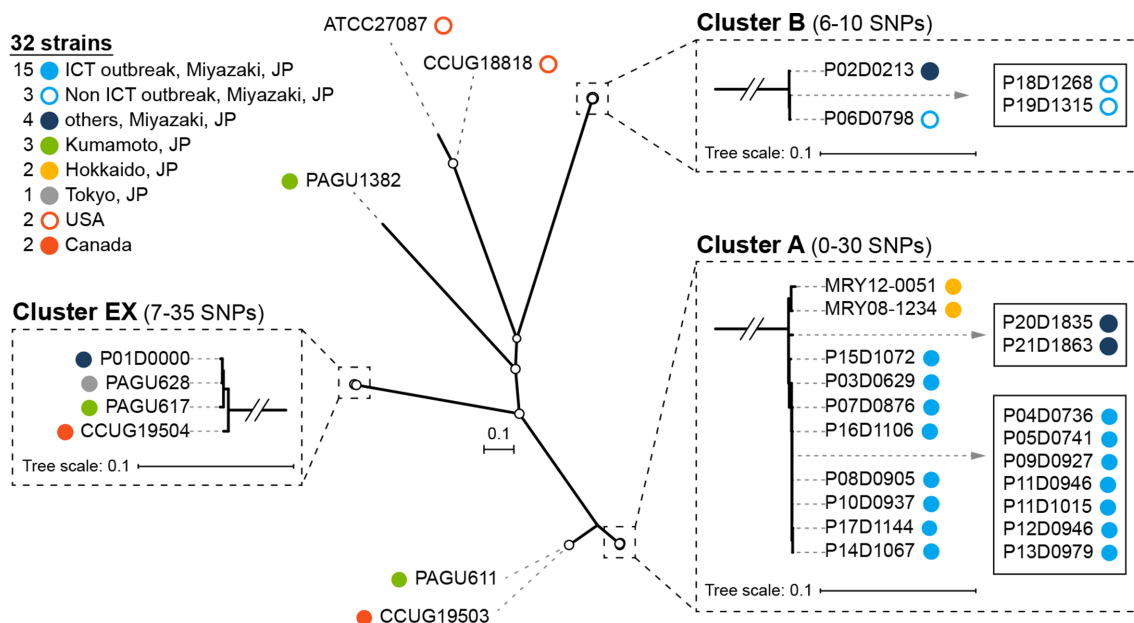 32 strains
15 ICT outbreak, Miyazaki, JP
3 Non ICT outbreak, Miyazaki, JP
4 others, Miyazaki, JP
3 Kumamoto, JP
2 Hokkaido, JP
1 Tokyo, JP
2 USA
2 Canada
ATCC27087
CCUG18818
PAGU1382
Cluster B (6-10 SNPs)
P02D0213
P06D0798
P18D1268
P19D1315
Tree scale: 0.1
Cluster EX (7-35 SNPs)
P01D0000
PAGU628
PAGU617
CCUG19504
Tree scale: 0.1
0.1
PAGU611
CCUG19503
Cluster A (0-30 SNPs)
MRY12-0051
MRY08-1234
P15D1072
P03D0629
P07D0876
P16D1106
P08D0905
P10D0937
P17D1144
P14D1067
P20D1835
P21D1863
P04D0736
P05D0741
P09D0927
P11D0946
P11D1015
P12D0946
P13D0979
Tree scale: 0.1